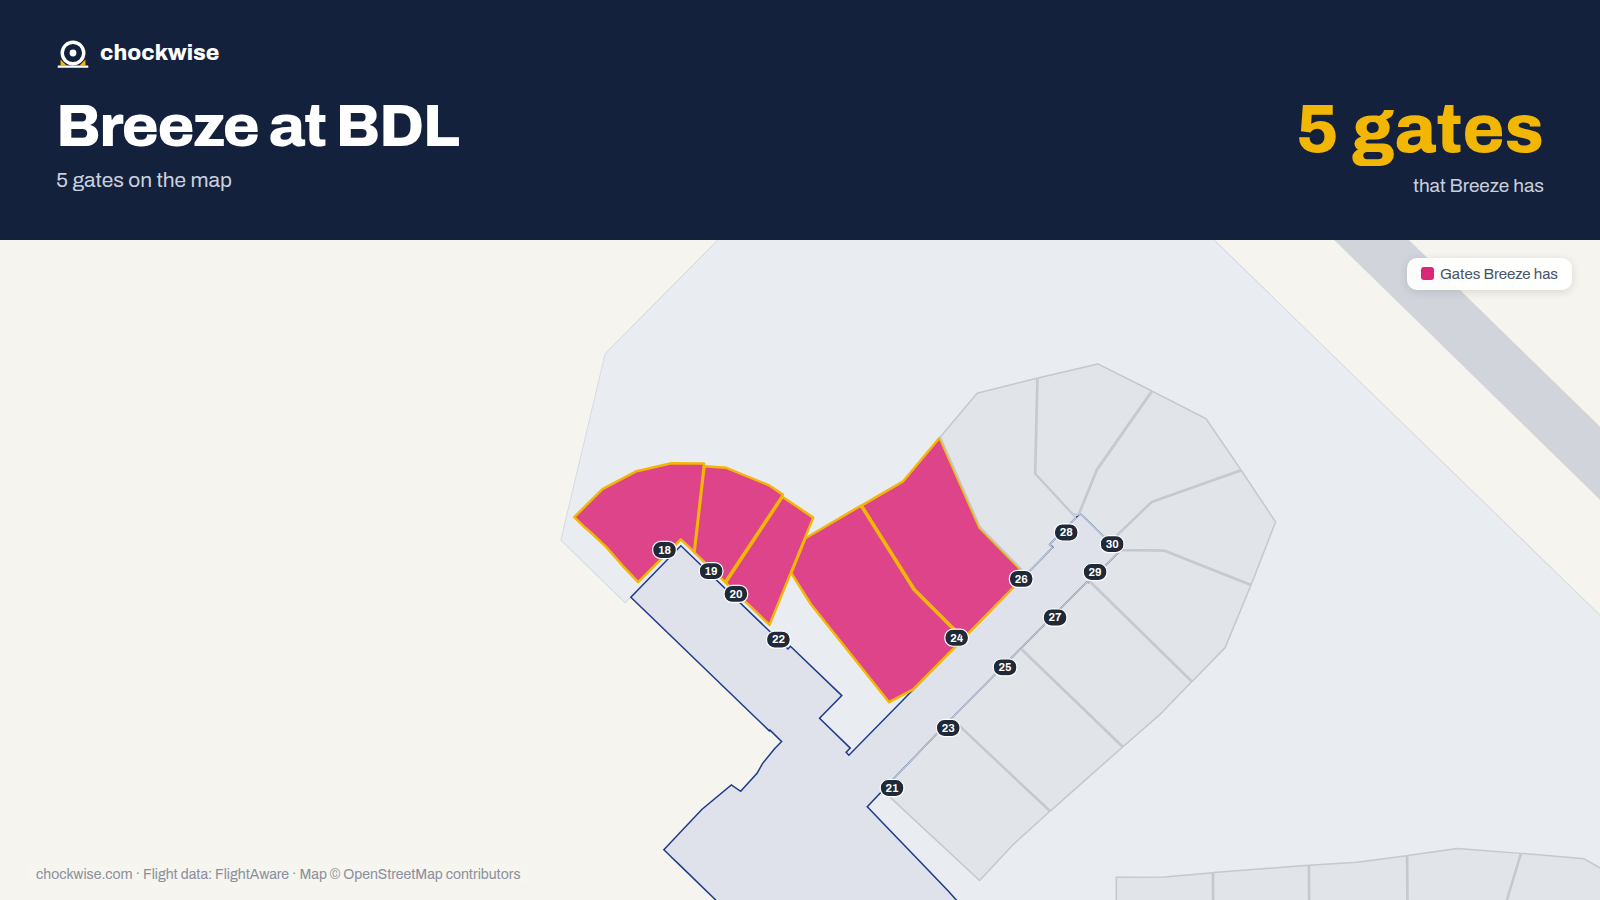 chockwise
Breeze at BDL
5 gates on the map
5 gates
that Breeze has
Gates Breeze has
18
19
20
22
24
26
28
30
29
27
25
23
21
chockwise.com · Flight data: FlightAware · Map © OpenStreetMap contributors